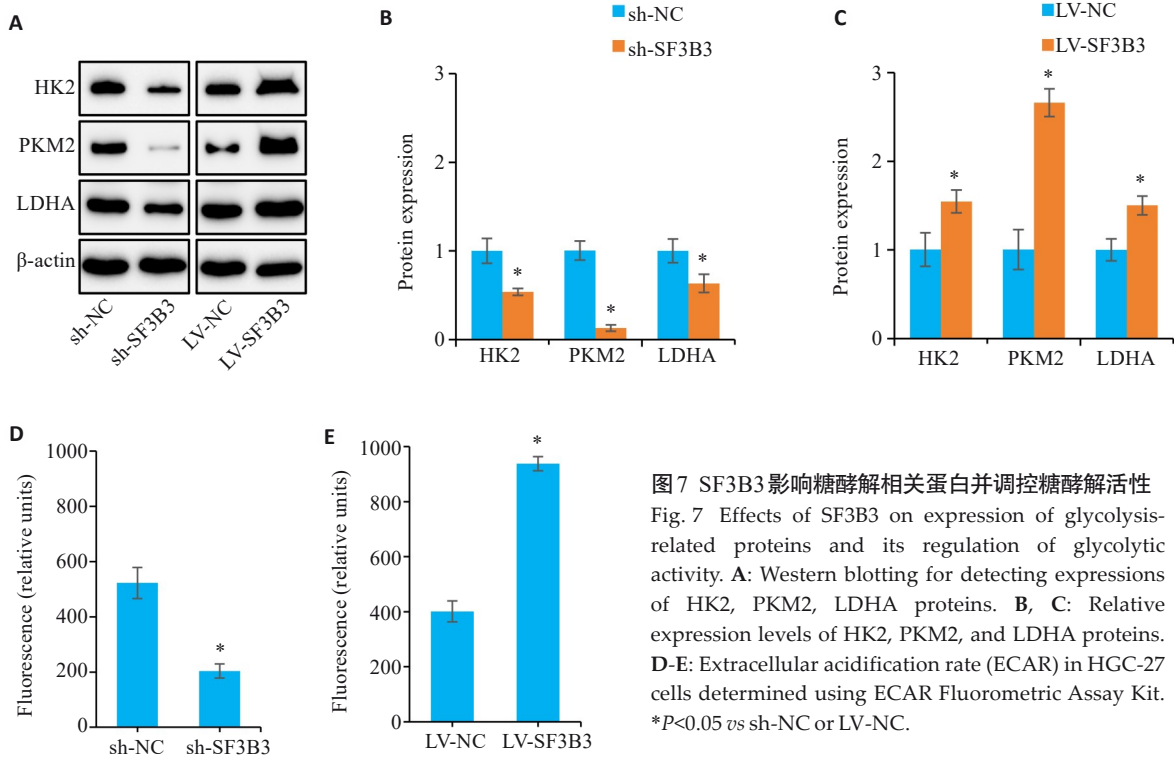 A
HK2
PKM2
LDHA
β-actin
sh-NC
sh-SF3B3
LV-NC
LV-SF3B3
B
sh-NC
sh-SF3B3
Protein expression
3
2
1
0
*
*
*
HK2
PKM2
LDHA
C
LV-NC
LV-SF3B3
Protein expression
3
2
1
0
*
*
*
HK2
PKM2
LDHA
D
Fluorescence (relative units)
1000
800
600
400
200
0
*
sh-NC
sh-SF3B3
E
Fluorescence (relative units)
1000
800
600
400
200
0
*
LV-NC
LV-SF3B3
图7 SF3B3影响糖酵解相关蛋白并调控糖酵解活性
Fig. 7 Effects of SF3B3 on expression of glycolysis-
related proteins and its regulation of glycolytic
activity. A: Western blotting for detecting expressions
of HK2, PKM2, LDHA proteins. B, C: Relative
expression levels of HK2, PKM2, and LDHA proteins.
D-E: Extracellular acidification rate (ECAR) in HGC-27
cells determined using ECAR Fluorometric Assay Kit.
*P<0.05 vs sh-NC or LV-NC.